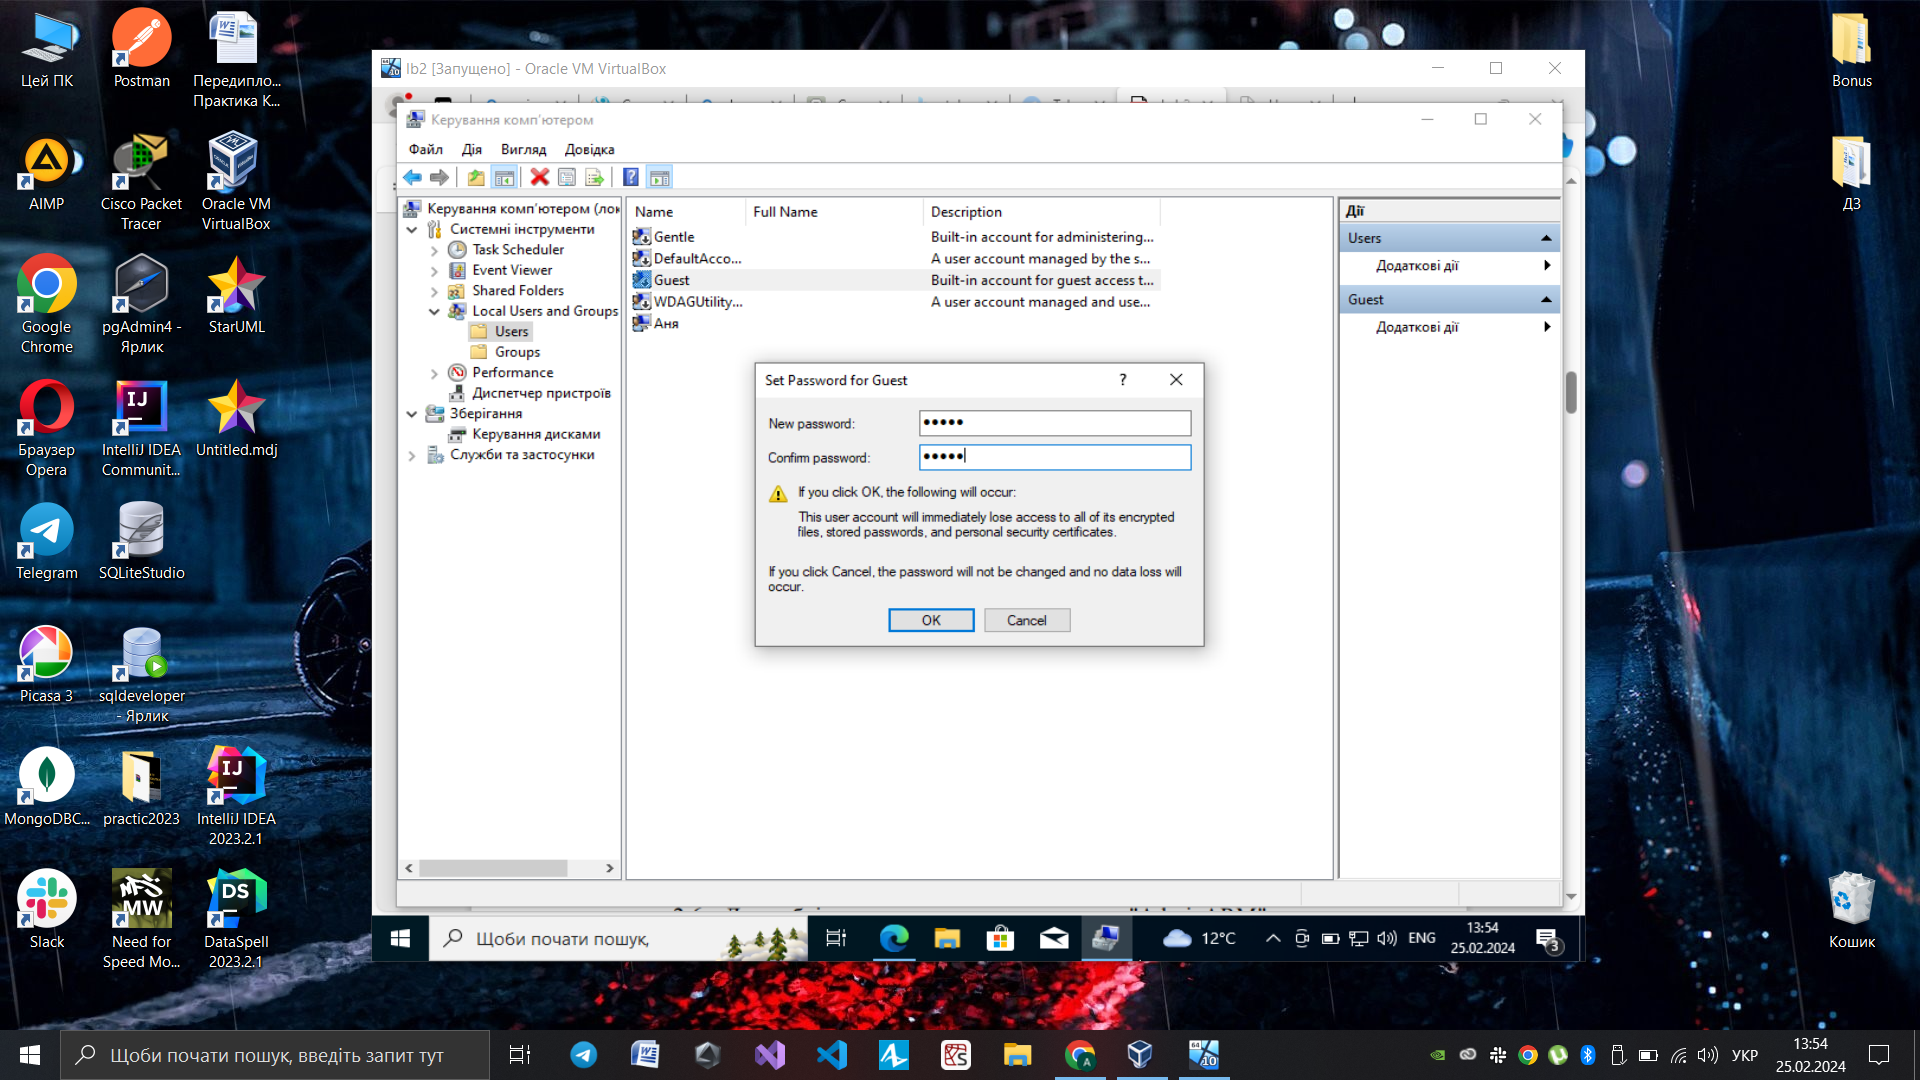 Цей ПК
Postman
Передипло...
Практика К...
AIMP
Cisco Packet
Tracer
Oracle VM
VirtualBox
Google
Chrome
pgAdmin4 -
Ярлик
StarUML
Браузер
Opera
IntelliJ IDEA
Communit...
Untitled.mdj
Telegram
SQLiteStudio
Picasa 3
sqldeveloper
- Ярлик
MongoDBC...
practic2023
IntelliJ IDEA
2023.2.1
Slack
Need for
Speed Mo...
DataSpell
2023.2.1
Bonus
ДЗ
Кошик
Ib2 [Запущено] - Oracle VM VirtualBox
Керування комп'ютером
Файл Дія Вигляд Довідка
Керування комп'ютером (лок
Системні інструменти
Task Scheduler
Event Viewer
Shared Folders
Local Users and Groups
Users
Groups
Performance
Диспетчер пристроїв
Зберігання
Керування дисками
Служби та застосунки
Name Full Name Description
Gentle Built-in account for administering...
DefaultAcco... A user account managed by the s...
Guest Built-in account for guest access t...
WDAGUtility... A user account managed and use...
Аня
Дії
Users
Додаткові дії
Guest
Додаткові дії
Set Password for Guest
New password:
Confirm password:
If you click OK, the following will occur:
This user account will immediately lose access to all of its encrypted
files, stored passwords, and personal security certificates.
If you click Cancel, the password will not be changed and no data loss will
occur.
OK Cancel
Щоби почати пошук,
12°C
ENG
13:54
25.02.2024
3
Щоби почати пошук, введіть запит тут
УКР
13:54
25.02.2024